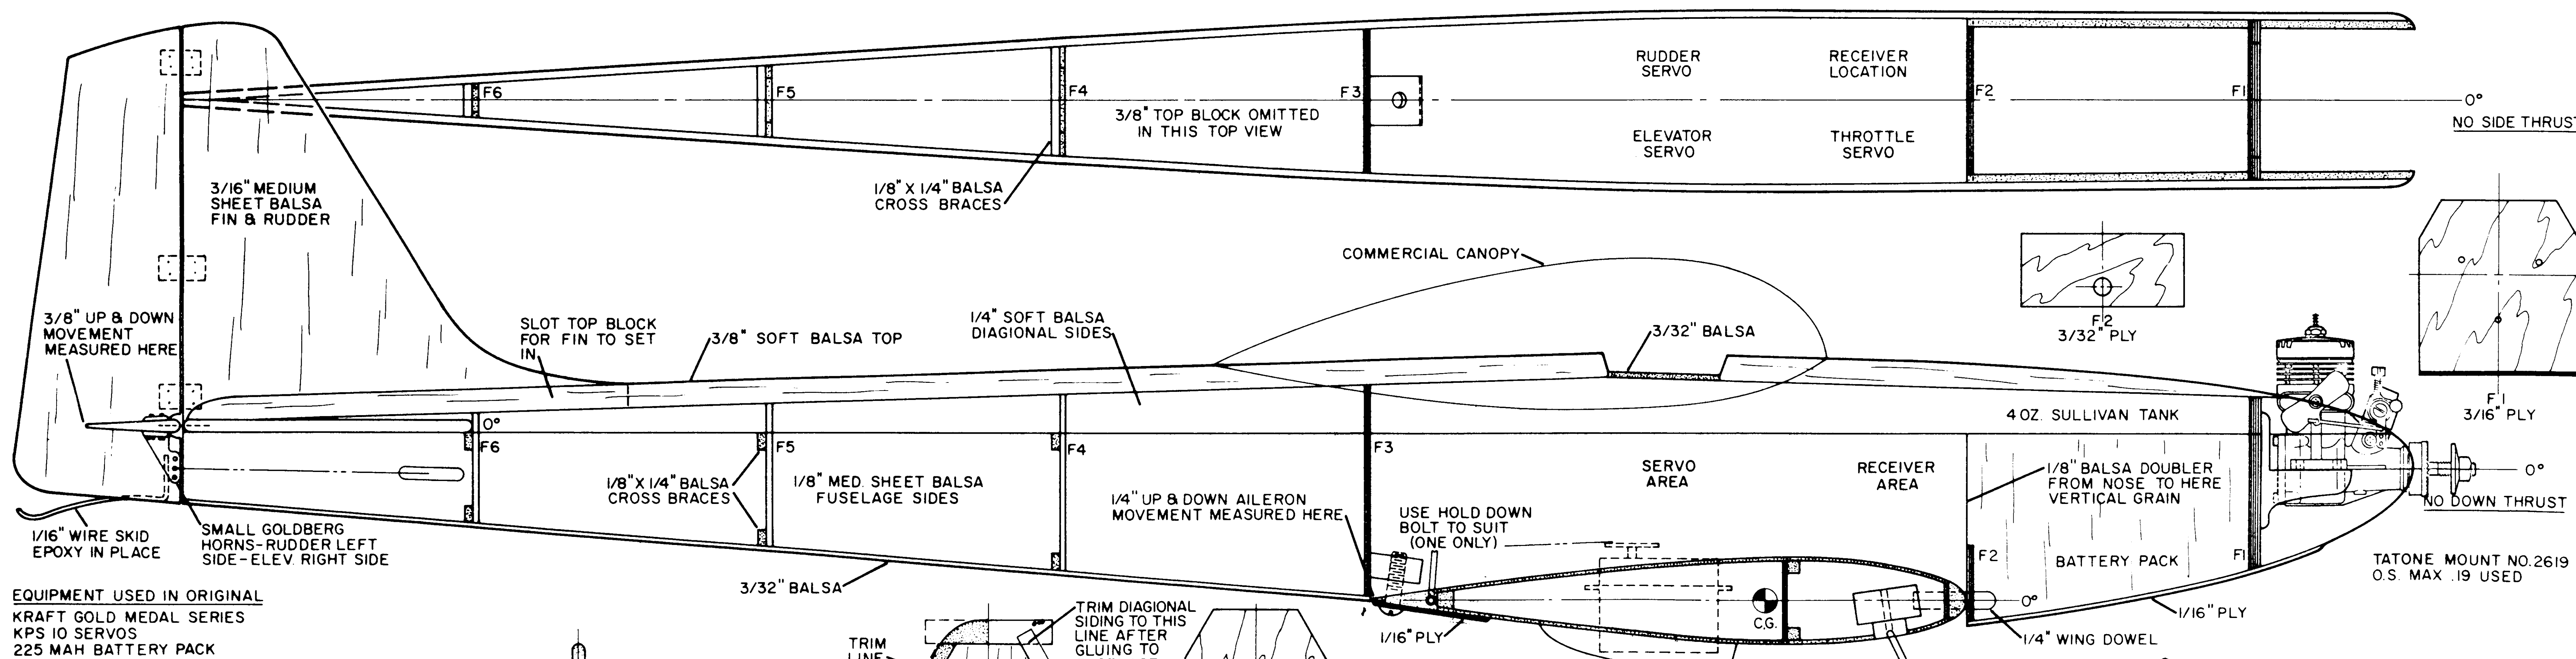 RUDDER
SERVO
RECEIVER
LOCATION
F6
F5
F4
F3
F2
F1
0°
3/8" TOP BLOCK OMITTED
IN THIS TOP VIEW
NO SIDE THRUST
ELEVATOR
SERVO
THROTTLE
SERVO
3/16" MEDIUM
SHEET BALSA
FIN & RUDDER
1/8" X 1/4" BALSA
CROSS BRACES
COMMERCIAL CANOPY
F2
3/32" PLY
F1
3/16" PLY
3/8" UP & DOWN
MOVEMENT
MEASURED HERE
SLOT TOP BLOCK
FOR FIN TO SET
IN
3/8" SOFT BALSA TOP
1/4" SOFT BALSA
DIAGIONAL SIDES
3/32" BALSA
4 OZ. SULLIVAN TANK
0°
F6
F5
F4
F3
1/8" X 1/4" BALSA
CROSS BRACES
1/8" MED. SHEET BALSA
FUSELAGE SIDES
SERVO
AREA
RECEIVER
AREA
1/8" BALSA DOUBLER
FROM NOSE TO HERE
VERTICAL GRAIN
0°
NO DOWN THRUST
1/4" UP & DOWN AILERON
MOVEMENT MEASURED HERE
USE HOLD DOWN
BOLT TO SUIT
(ONE ONLY)
1/16" WIRE SKID
EPOXY IN PLACE
SMALL GOLDBERG
HORNS-RUDDER LEFT
SIDE-ELEV. RIGHT SIDE
3/32" BALSA
F2
BATTERY PACK
F1
TATONE MOUNT NO. 2619
O.S. MAX .19 USED
EQUIPMENT USED IN ORIGINAL
KRAFT GOLD MEDAL SERIES
KPS 10 SERVOS
225 MAH BATTERY PACK
TRIM
LINE
TRIM DIAGIONAL
SIDING TO THIS
LINE AFTER
GLUING TO
1/16" PLY
C.G.
0°
1/16" PLY
1/4" WING DOWEL